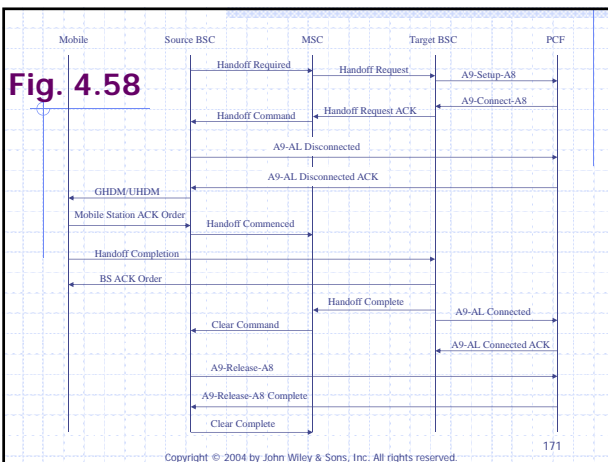 Mobile Source BSC MSC Target BSC PCF
Fig. 4.58
Handoff Required
Handoff Request
A9-Setup-A8
A9-Connect-A8
Handoff Request ACK
Handoff Command
A9-AL Disconnected
A9-AL Disconnected ACK
GHDM/UHDM
Mobile Station ACK Order
Handoff Commenced
Handoff Completion
BS ACK Order
Handoff Complete
A9-AL Connected
Clear Command
A9-AL Connected ACK
A9-Release-A8
A9-Release-A8 Complete
Clear Complete
171
Copyright © 2004 by John Wiley & Sons, Inc. All rights reserved.